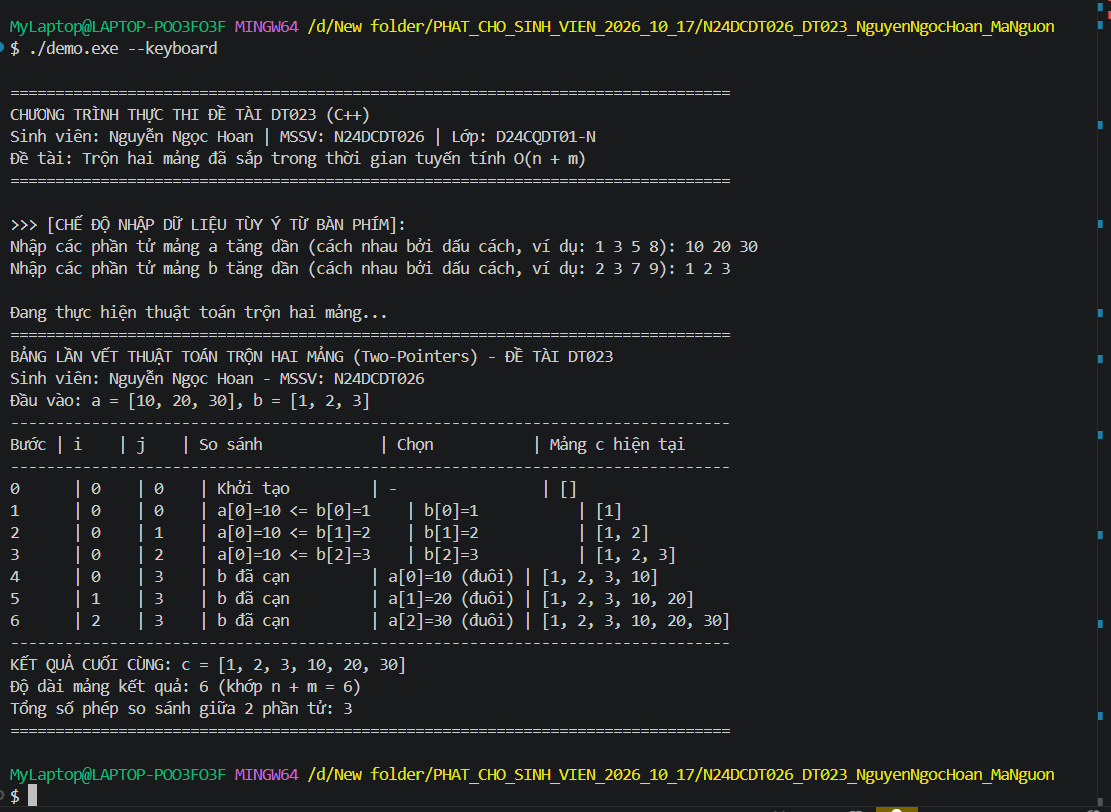 MyLaptop@LAPTOP-POO3FO3F MINGW64 /d/New folder/PHAT_CHO_SINH_VIEN_2026_10_17/N24DCDT026_DT023_NguyenNgocHoan_MaNguon
$ ./demo.exe --keyboard
================================================================================
CHƯƠNG TRÌNH THỰC THI ĐỀ TÀI DT023 (C++)
Sinh viên: Nguyễn Ngọc Hoan | MSSV: N24DCDT026 | Lớp: D24CQDT01-N
Đề tài: Trộn hai mảng đã sắp trong thời gian tuyến tính O(n + m)
================================================================================
>>> [CHẾ ĐỘ NHẬP DỮ LIỆU TÙY Ý TỪ BÀN PHÍM]:
Nhập các phần tử mảng a tăng dần (cách nhau bởi dấu cách, ví dụ: 1 3 5 8): 10 20 30
Nhập các phần tử mảng b tăng dần (cách nhau bởi dấu cách, ví dụ: 2 3 7 9): 1 2 3
Đang thực hiện thuật toán trộn hai mảng...
================================================================================
BẢNG LẦN VẾT THUẬT TOÁN TRỘN HAI MẢNG (Two-Pointers) - ĐỀ TÀI DT023
Sinh viên: Nguyễn Ngọc Hoan - MSSV: N24DCDT026
Đầu vào: a = [10, 20, 30], b = [1, 2, 3]
--------------------------------------------------------------------------------
Bước | i    | j    | So sánh             | Chọn           | Mảng c hiện tại
--------------------------------------------------------------------------------
0      | 0    | 0    | Khởi tạo         | -                | []
1      | 0    | 0    | a[0]=10 <= b[0]=1    | b[0]=1           | [1]
2      | 0    | 1    | a[0]=10 <= b[1]=2    | b[1]=2           | [1, 2]
3      | 0    | 2    | a[0]=10 <= b[2]=3    | b[2]=3           | [1, 2, 3]
4      | 0    | 3    | b đã cạn         | a[0]=10 (đuôi) | [1, 2, 3, 10]
5      | 1    | 3    | b đã cạn         | a[1]=20 (đuôi) | [1, 2, 3, 10, 20]
6      | 2    | 3    | b đã cạn         | a[2]=30 (đuôi) | [1, 2, 3, 10, 20, 30]
--------------------------------------------------------------------------------
KẾT QUẢ CUỐI CÙNG: c = [1, 2, 3, 10, 20, 30]
Độ dài mảng kết quả: 6 (khớp n + m = 6)
Tổng số phép so sánh giữa 2 phần tử: 3
================================================================================
MyLaptop@LAPTOP-POO3FO3F MINGW64 /d/New folder/PHAT_CHO_SINH_VIEN_2026_10_17/N24DCDT026_DT023_NguyenNgocHoan_MaNguon
$